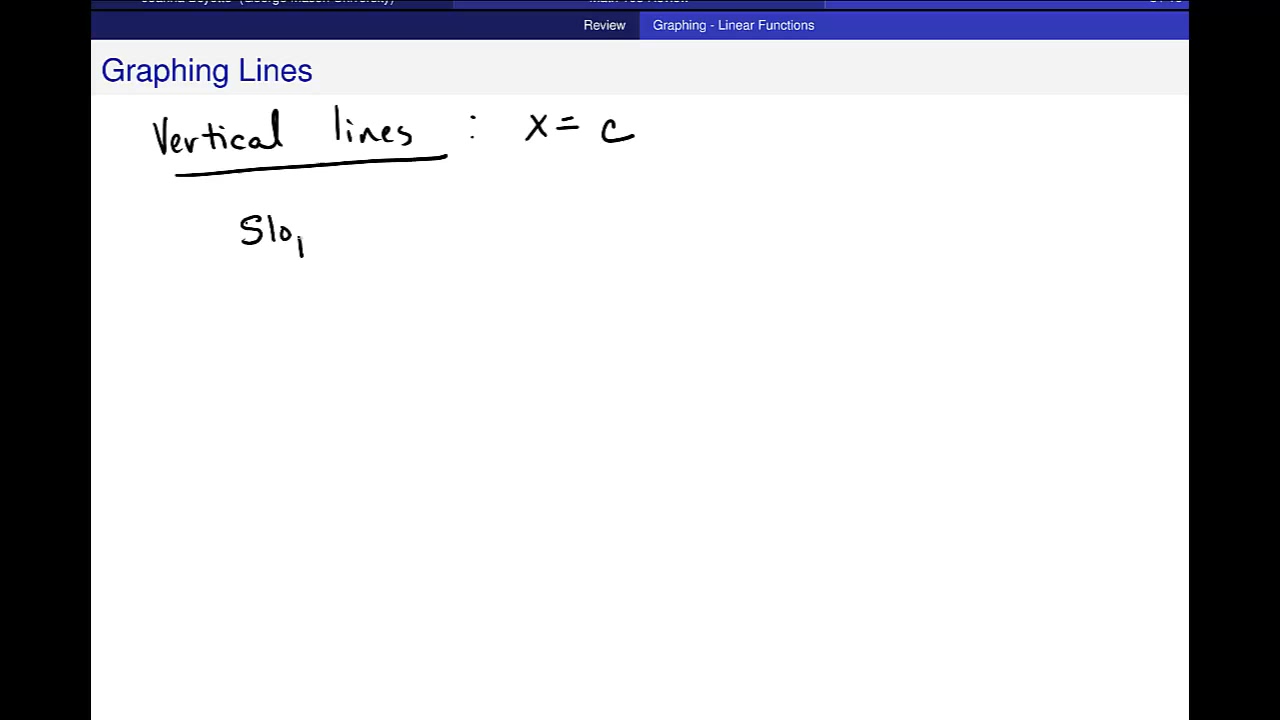 Review Graphing - Linear Functions
Graphing Lines
Vertical lines : x = c
Slo